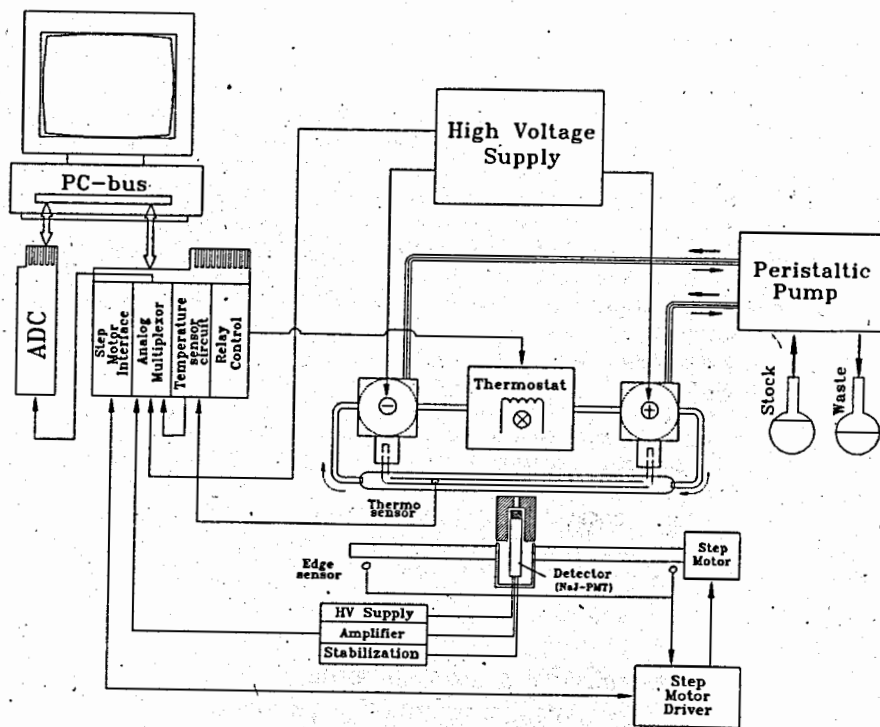 PC-bus
High Voltage
Supply
Peristaltic
Pump
ADC
Step
Motor
Interface
Analog
Multiplexor
Temperature
sensor
circuit
Relay
Control
Thermostat
Stock
Waste
Thermo
sensor
Edge
sensor
Detector
(NaJ-PMT)
Step
Motor
HV Supply
Amplifier
Stabilization
Step
Motor
Driver